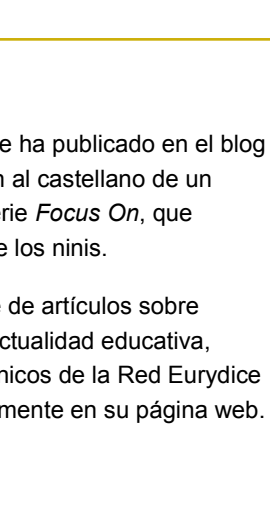 e ha publicado en el blog
al castellano de un
erie Focus On, que
e los ninis.
e de artículos sobre
ctualidad educativa,
nicos de la Red Eurydice
mente en su página web.